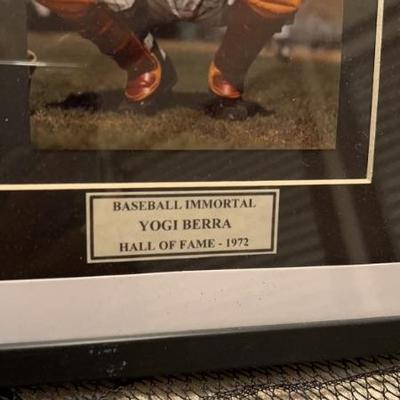 BASEBALL IMMORTAL
YOGI BERRA
HALL OF FAME - 1972